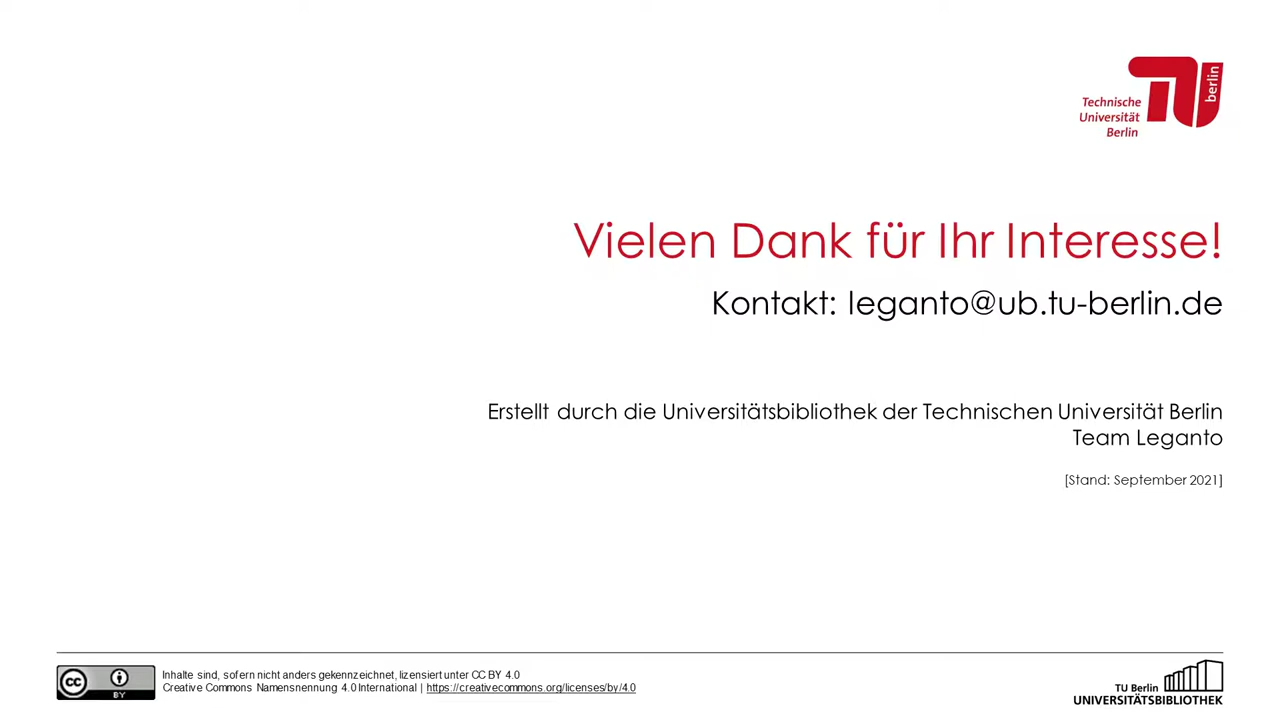 Technische
Universität
Berlin
berlin
Vielen Dank für Ihr Interesse!
Kontakt: leganto@ub.tu-berlin.de
Erstellt durch die Universitätsbibliothek der Technischen Universität Berlin
Team Leganto
[Stand: September 2021]
cc
BY
Inhalte sind, sofern nicht anders gekennzeichnet, lizensiert unter CC BY 4.0
Creative Commons Namensnennung 4.0 International | https://creativecommons.org/licenses/by/4.0
TU Berlin
UNIVERSITÄTSBIBLIOTHEK